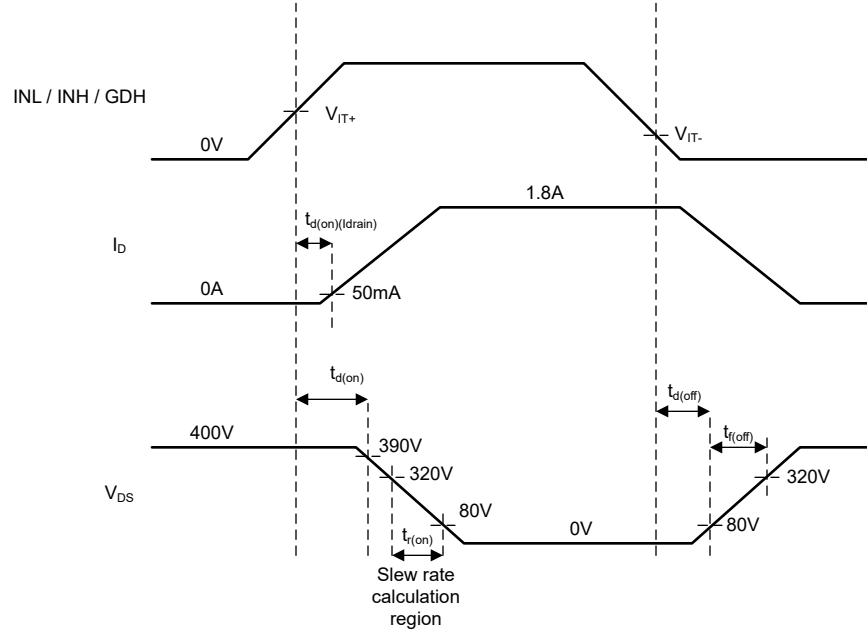 INL / INH / GDH
V_IT+
V_IT-
0V
1.8A
t_d(on)(Idrain)
I_D
0A
50mA
t_d(on)
t_d(off)
400V
t_f(off)
390V
320V
320V
V_DS
80V
0V
80V
t_r(on)
Slew rate
calculation
region